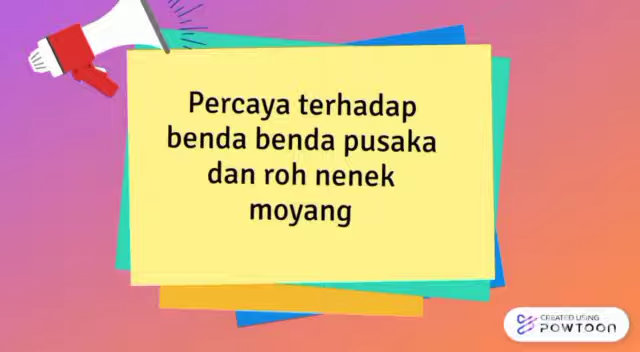 Percaya terhadap
benda benda pusaka
dan roh nenek
moyang
CREATED USING
POWTOON